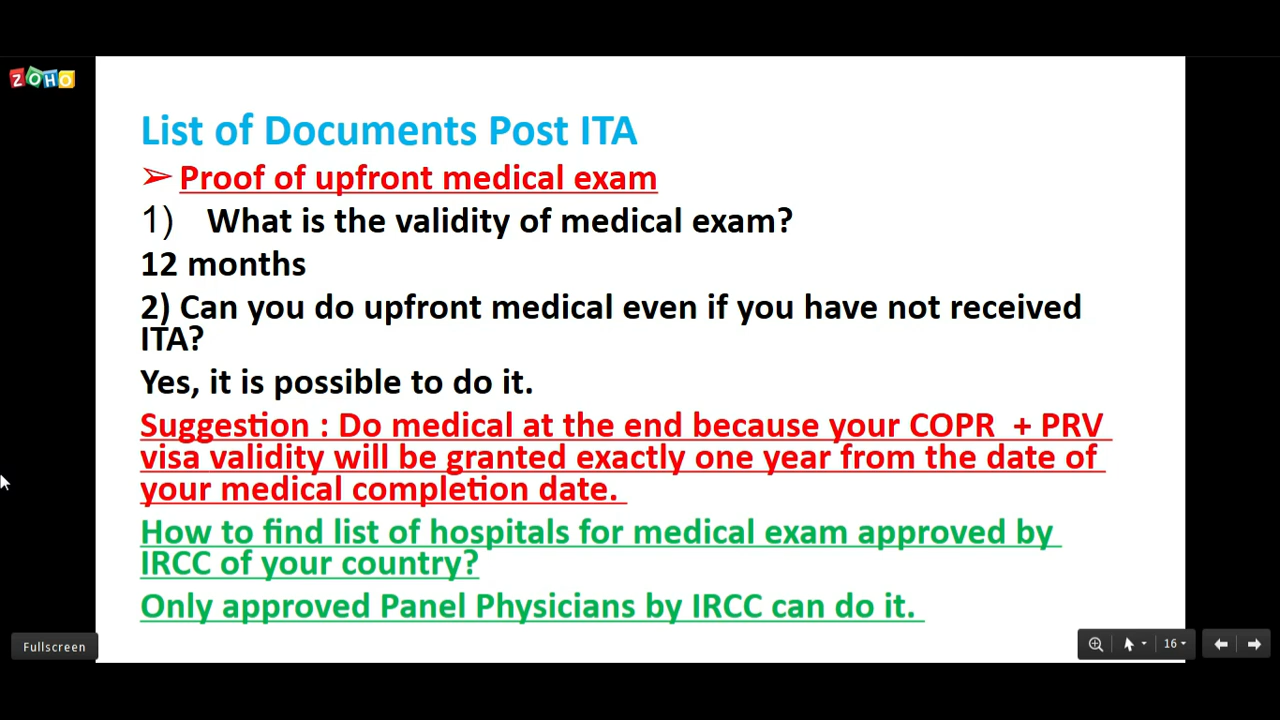 ZOHO
List of Documents Post ITA
➢ Proof of upfront medical exam
1) What is the validity of medical exam?
12 months
2) Can you do upfront medical even if you have not received
ITA?
Yes, it is possible to do it.
Suggestion : Do medical at the end because your COPR + PRV
visa validity will be granted exactly one year from the date of
your medical completion date.
How to find list of hospitals for medical exam approved by
IRCC of your country?
Only approved Panel Physicians by IRCC can do it.
Fullscreen
16